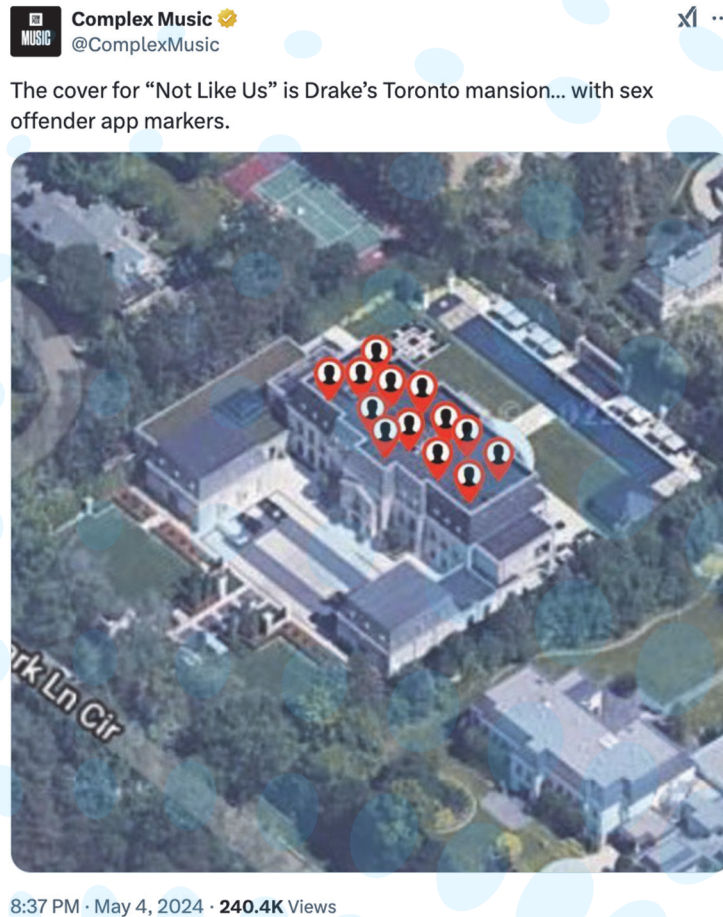 Complex Music
MUSIC
@ComplexMusic
The cover for “Not Like Us” is Drake’s Toronto mansion... with sex
offender app markers.
rk Ln Cir
8:37 PM · May 4, 2024 · 240.4K Views